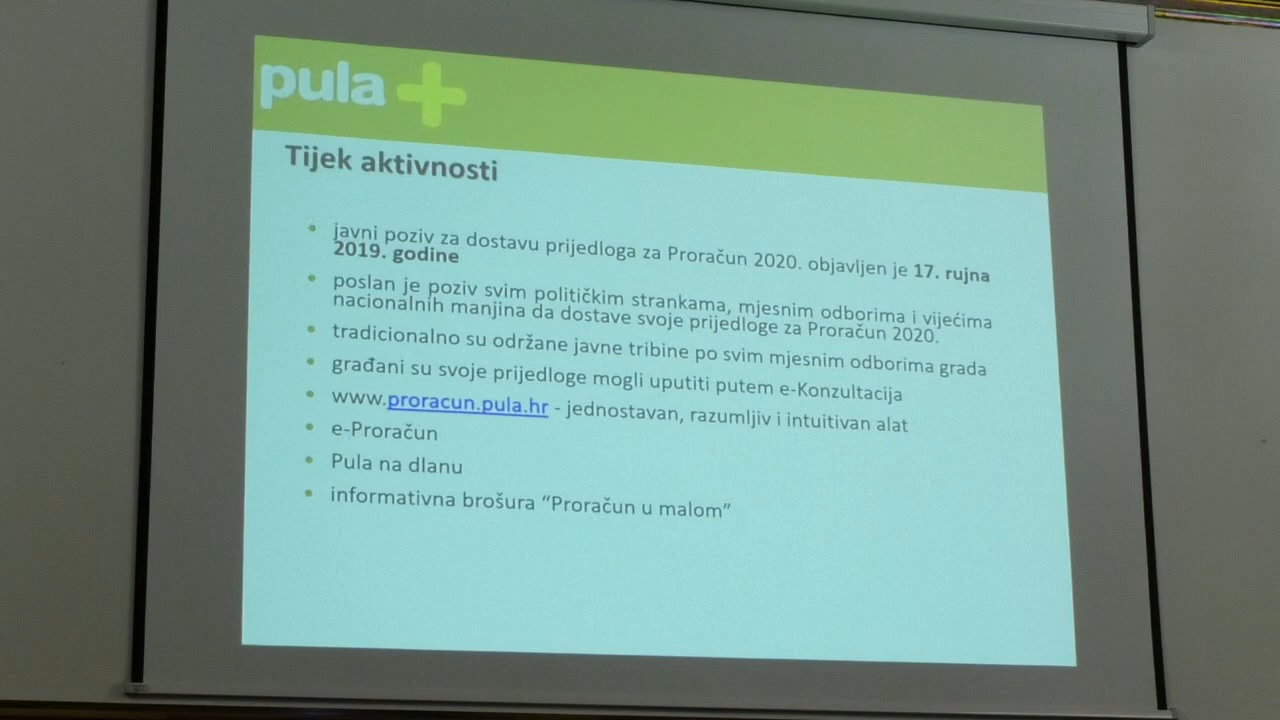 pula +
Tijek aktivnosti
• javni poziv za dostavu prijedloga za Proračun 2020. objavljen je 17. rujna
2019. godine
• poslan je poziv svim političkim strankama, mjesnim odborima i vijećima
nacionalnih manjina da dostave svoje prijedloge za Proračun 2020.
• tradicionalno su održane javne tribine po svim mjesnim odborima grada
• građani su svoje prijedloge mogli uputiti putem e-Konzultacija
• www.proracun.pula.hr - jednostavan, razumljiv i intuitivan alat
• e-Proračun
• Pula na dlanu
• informativna brošura “Proračun u malom”